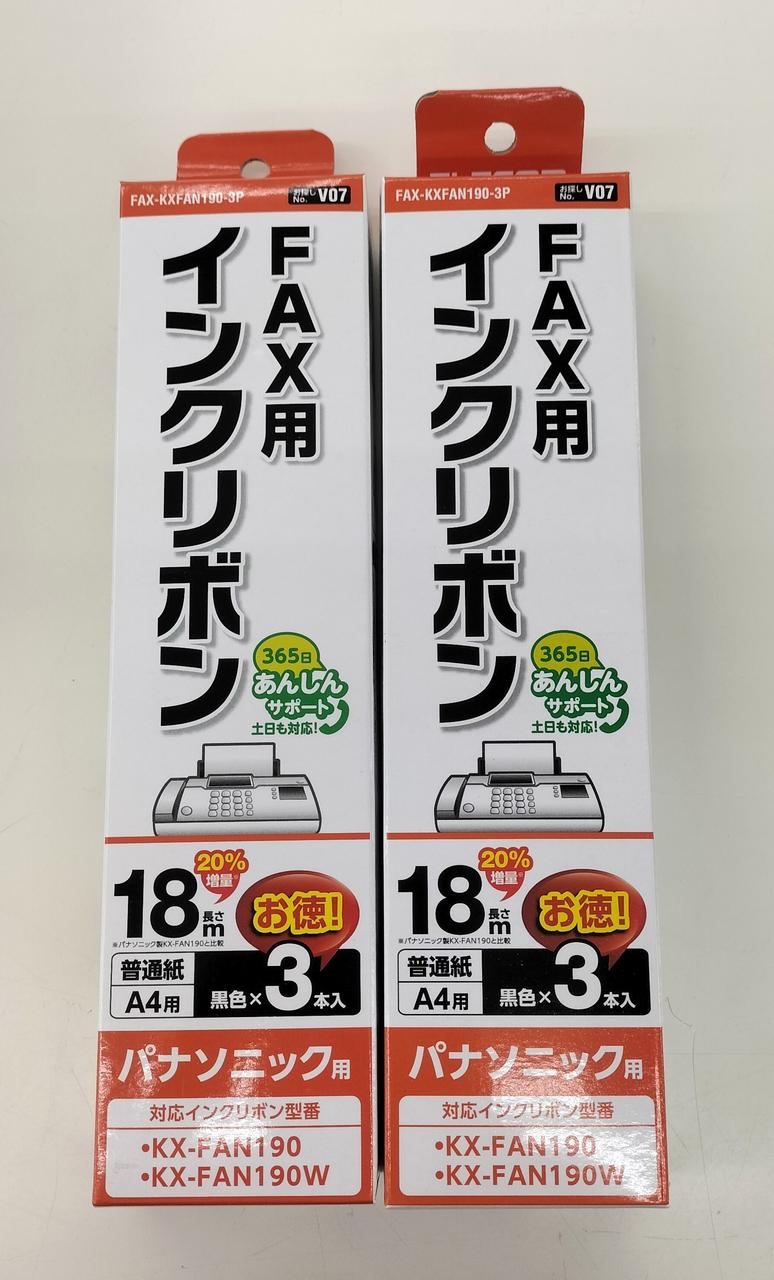 FAX-KXFAN190-3P
お探し
No. V07
FAX用
インクリボン
365日
あんしん
サポート
土日も対応!
20%
増量※
18
長さ
m
お徳!
※パナソニック製KX-FAN190と比較
普通紙
A4用
黒色×3本入
パナソニック用
対応インクリボン型番
•KX-FAN190
•KX-FAN190W
FAX-KXFAN190-3P
お探し
No. V07
FAX用
インクリボン
365日
あんしん
サポート
土日も対応!
20%
増量※
18
長さ
m
お徳!
※パナソニック製KX-FAN190と比較
普通紙
A4用
黒色×3本入
パナソニック用
対応インクリボン型番
•KX-FAN190
•KX-FAN190W